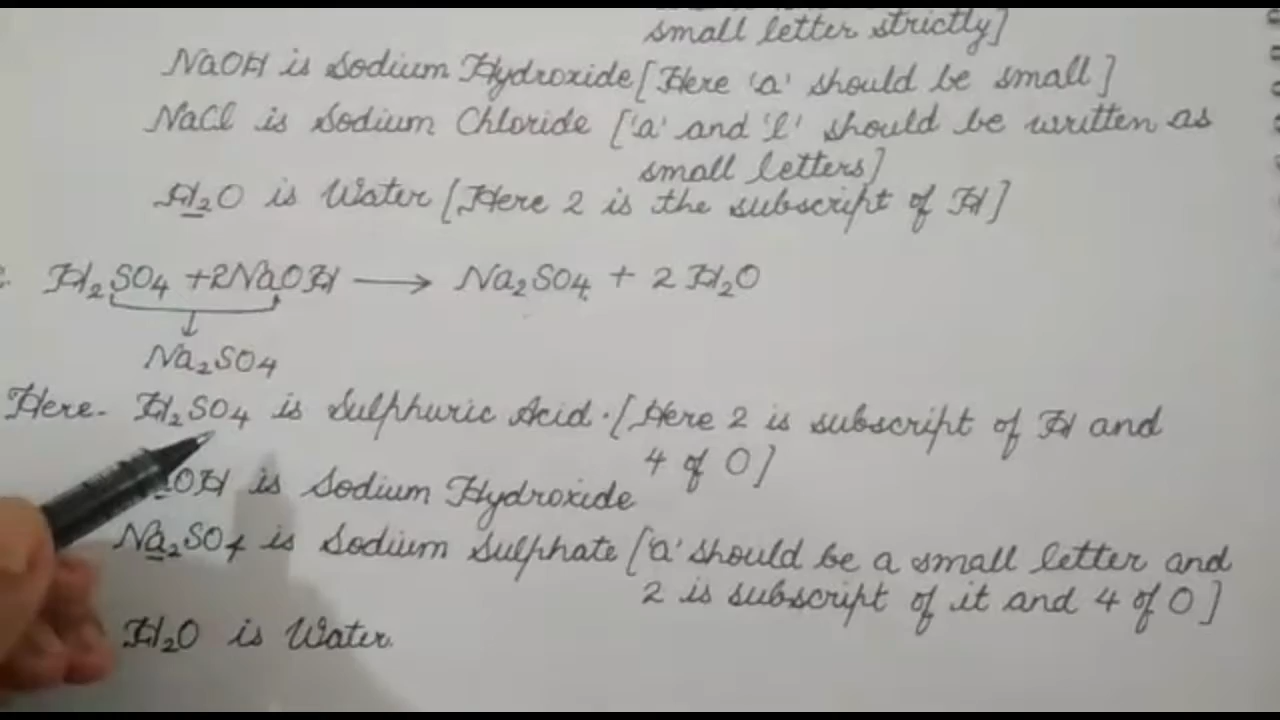 small letter strictly]
NaOH is Sodium Hydroxide [Here 'a' should be small]
NaCl is Sodium Chloride ['a' and 'l' should be written as
small letters]
H₂O is Water [Here 2 is the subscript of H]
H₂SO₄ + 2NaOH ⟶ Na₂SO₄ + 2H₂O
Na₂SO₄
Here- H₂SO₄ is Sulphuric Acid. [Here 2 is subscript of H and
4 of O]
OH is Sodium Hydroxide
Na₂SO₄ is Sodium Sulphate ['a' should be a small letter and
2 is subscript of it and 4 of O]
H₂O is Water.